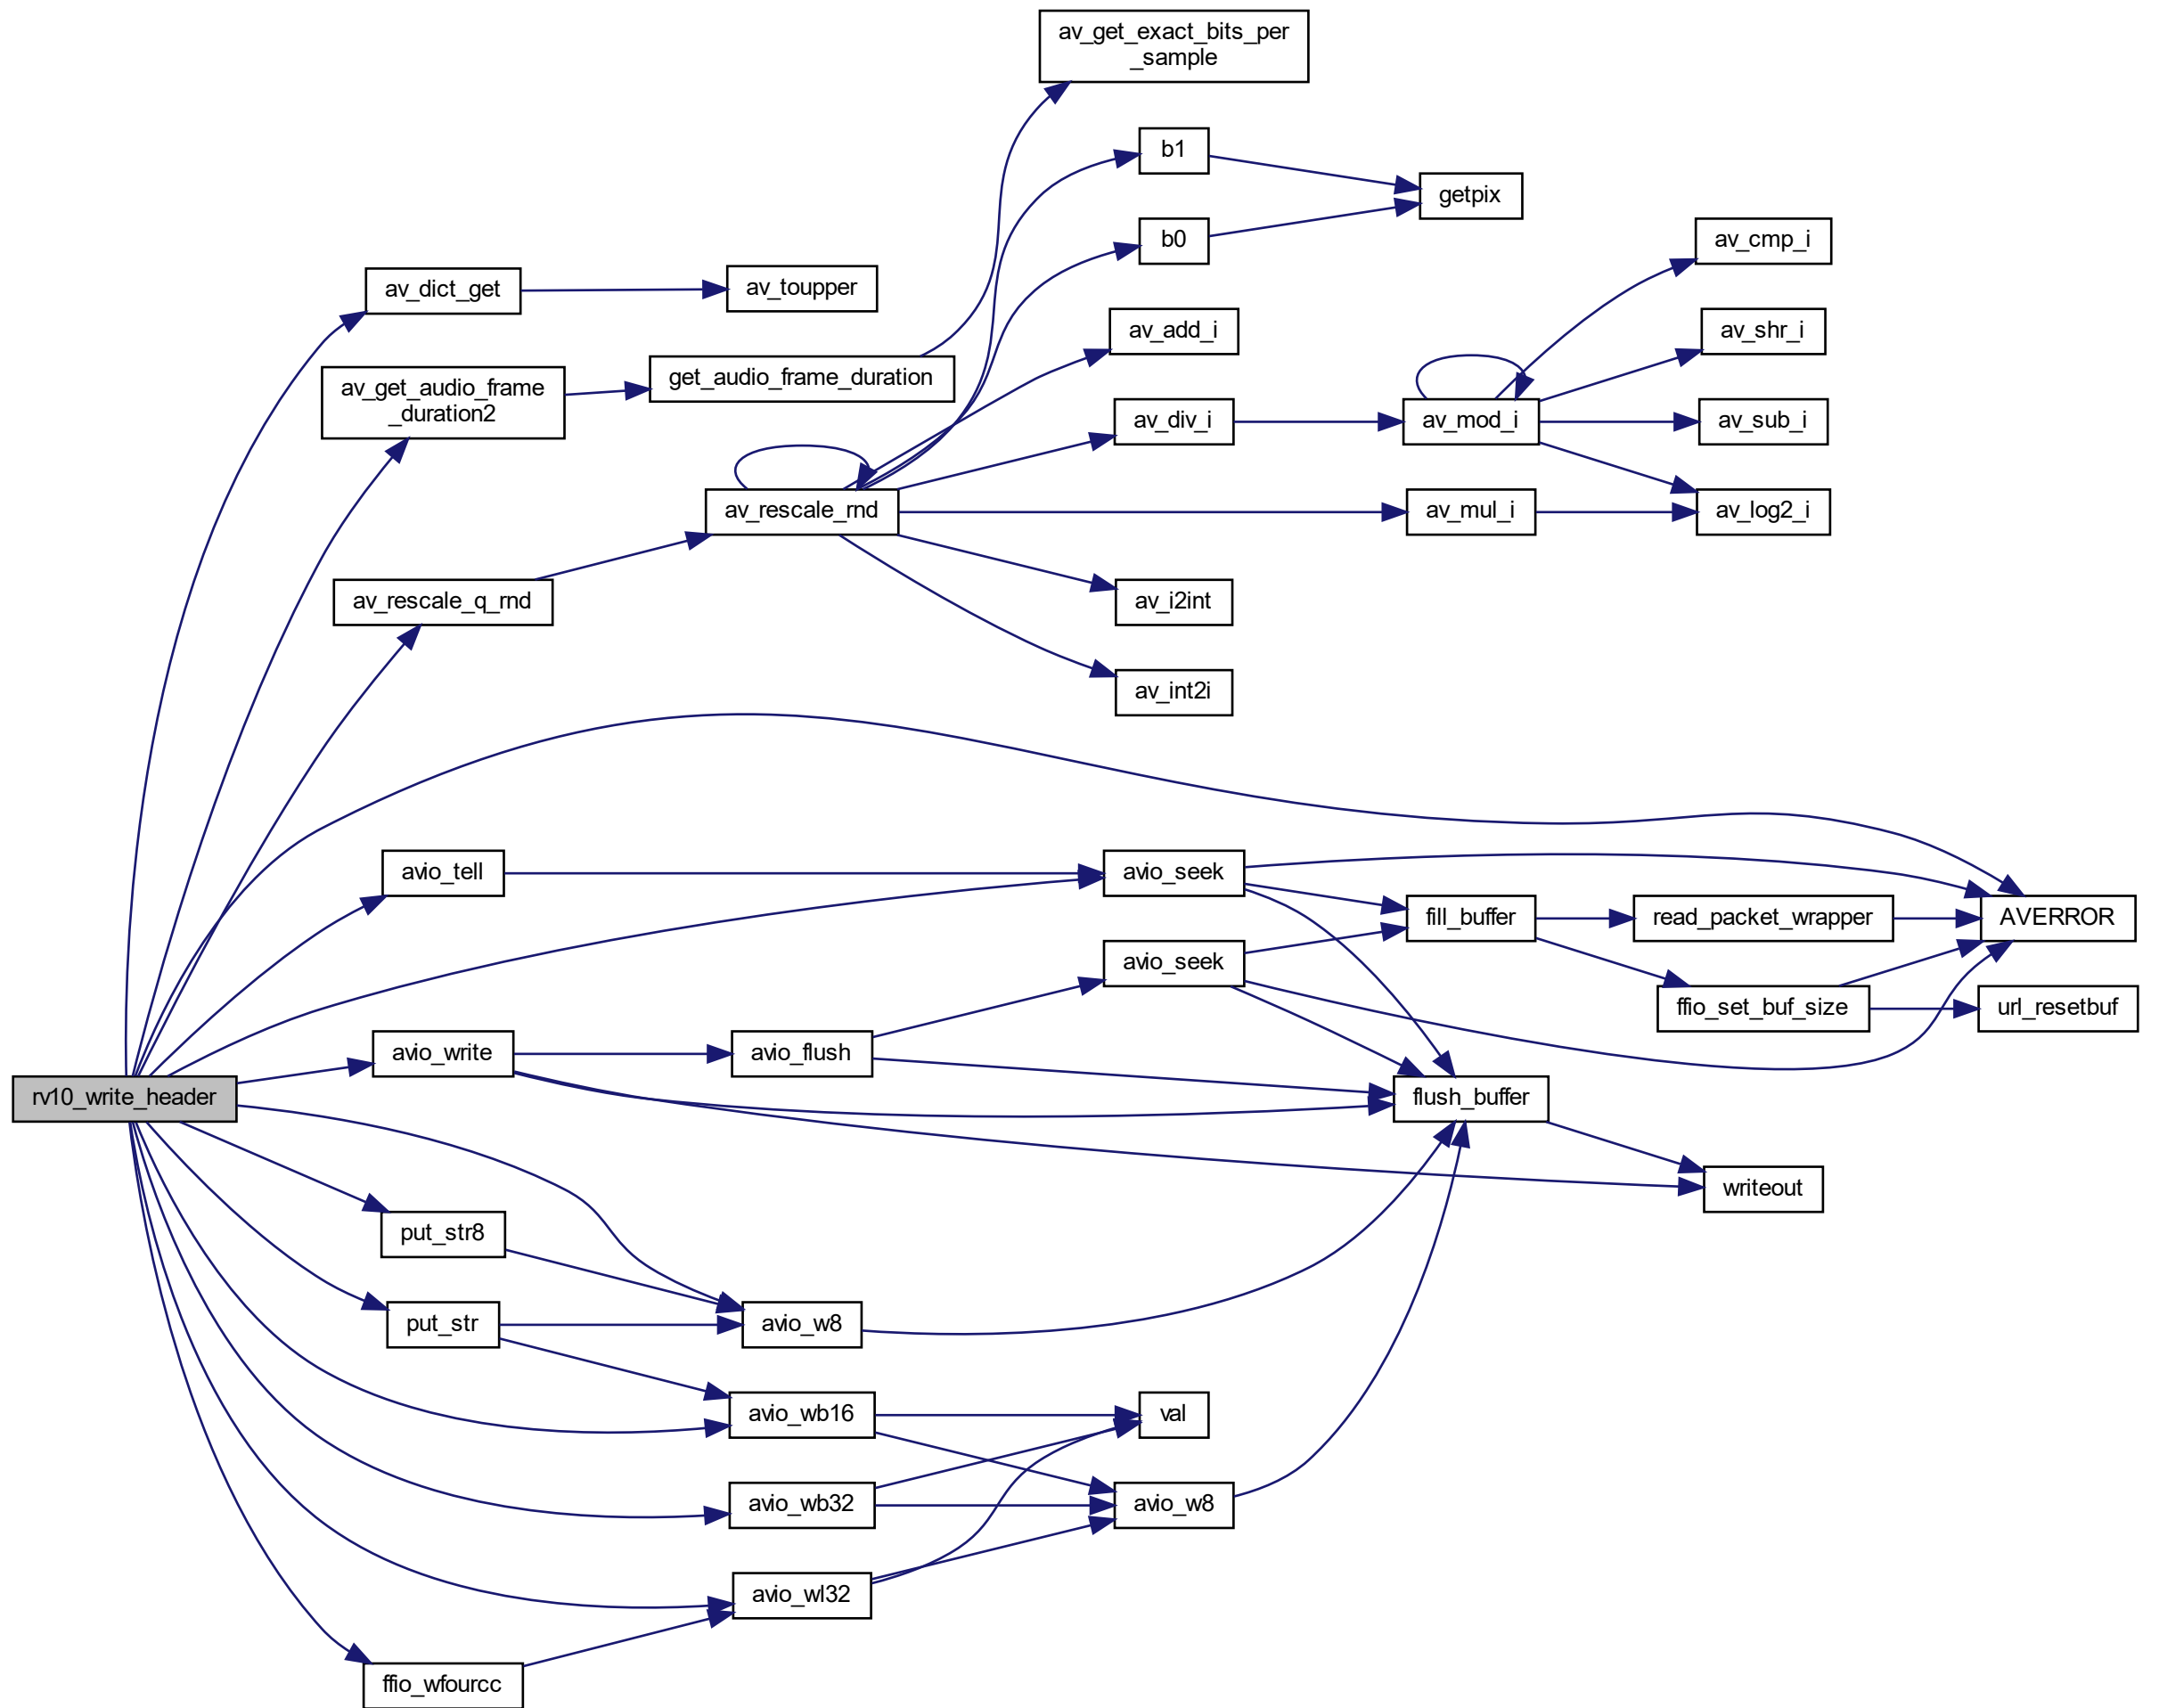 av_get_exact_bits_per
_sample
b1
getpix
b0
av_cmp_i
av_dict_get
av_toupper
av_add_i
av_shr_i
av_get_audio_frame
_duration2
get_audio_frame_duration
av_div_i
av_mod_i
av_sub_i
av_rescale_rnd
av_mul_i
av_log2_i
av_rescale_q_rnd
av_i2int
av_int2i
avio_tell
avio_seek
fill_buffer
read_packet_wrapper
AVERROR
avio_seek
ffio_set_buf_size
url_resetbuf
avio_write
avio_flush
rv10_write_header
flush_buffer
writeout
put_str8
put_str
avio_w8
avio_wb16
val
avio_wb32
avio_w8
avio_wl32
ffio_wfourcc